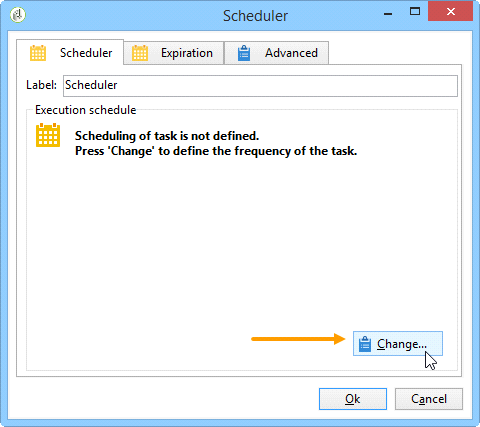 Scheduler
Scheduler Expiration Advanced
Label: Scheduler
Execution schedule
Scheduling of task is not defined.
Press 'Change' to define the frequency of the task.
Change...
Ok Cancel